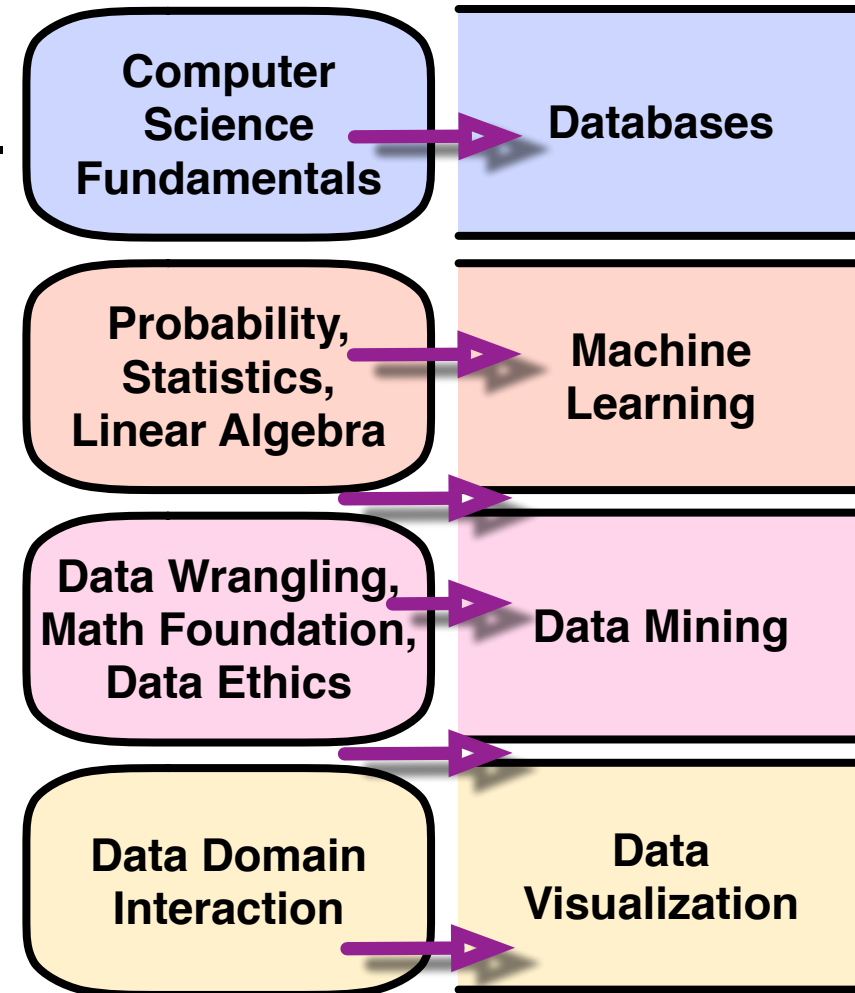 Computer
Science
Fundamentals
Databases
Probability,
Statistics,
Linear Algebra
Machine
Learning
Data Wrangling,
Math Foundation,
Data Ethics
Data Mining
Data Domain
Interaction
Data
Visualization